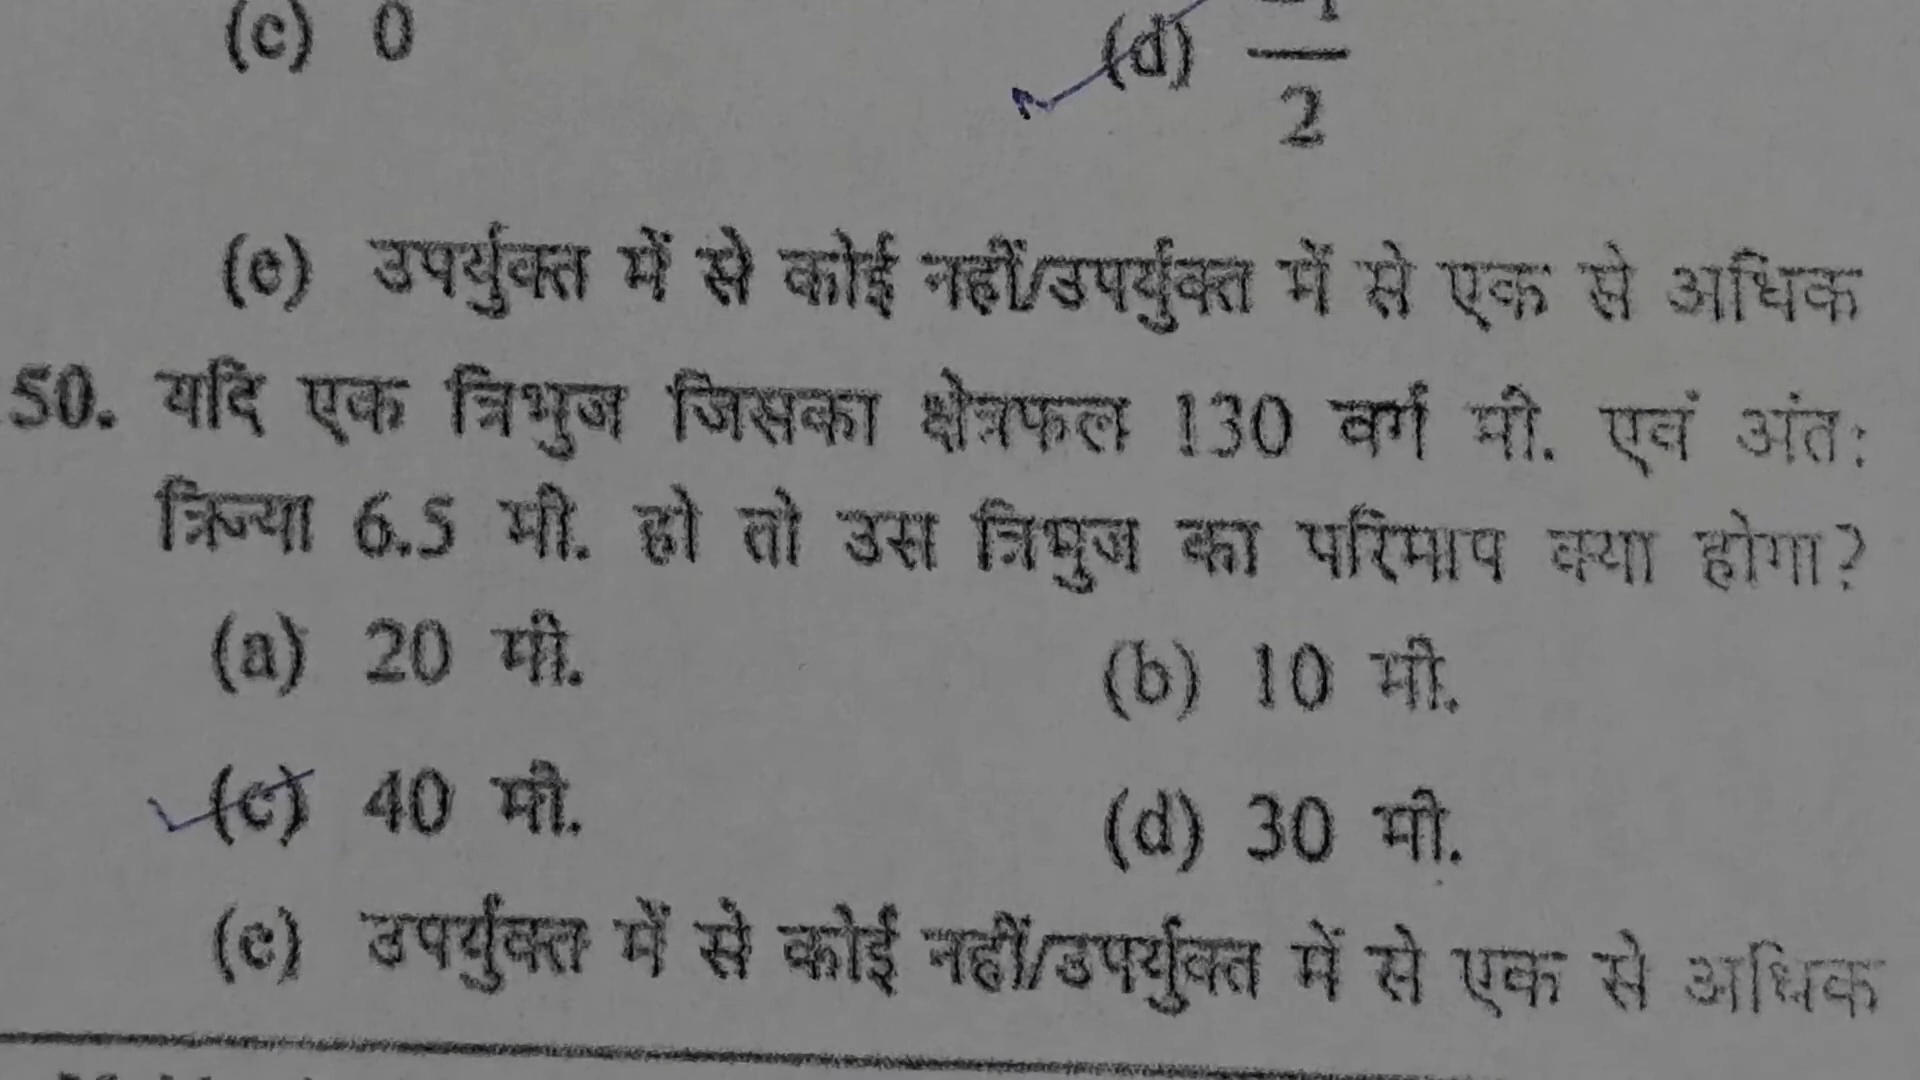 (c) 0 (d) -1/2
(e) उपर्युक्त में से कोई नहीं/उपर्युक्त में से एक से अधिक
50. यदि एक त्रिभुज जिसका क्षेत्रफल 130 वर्ग मी. एवं अंतः
त्रिज्या 6.5 मी. हो तो उस त्रिभुज का परिमाप क्या होगा?
(a) 20 मी. (b) 10 मी.
(c) 40 मी. (d) 30 मी.
(e) उपर्युक्त में से कोई नहीं/उपर्युक्त में से एक से अधिक